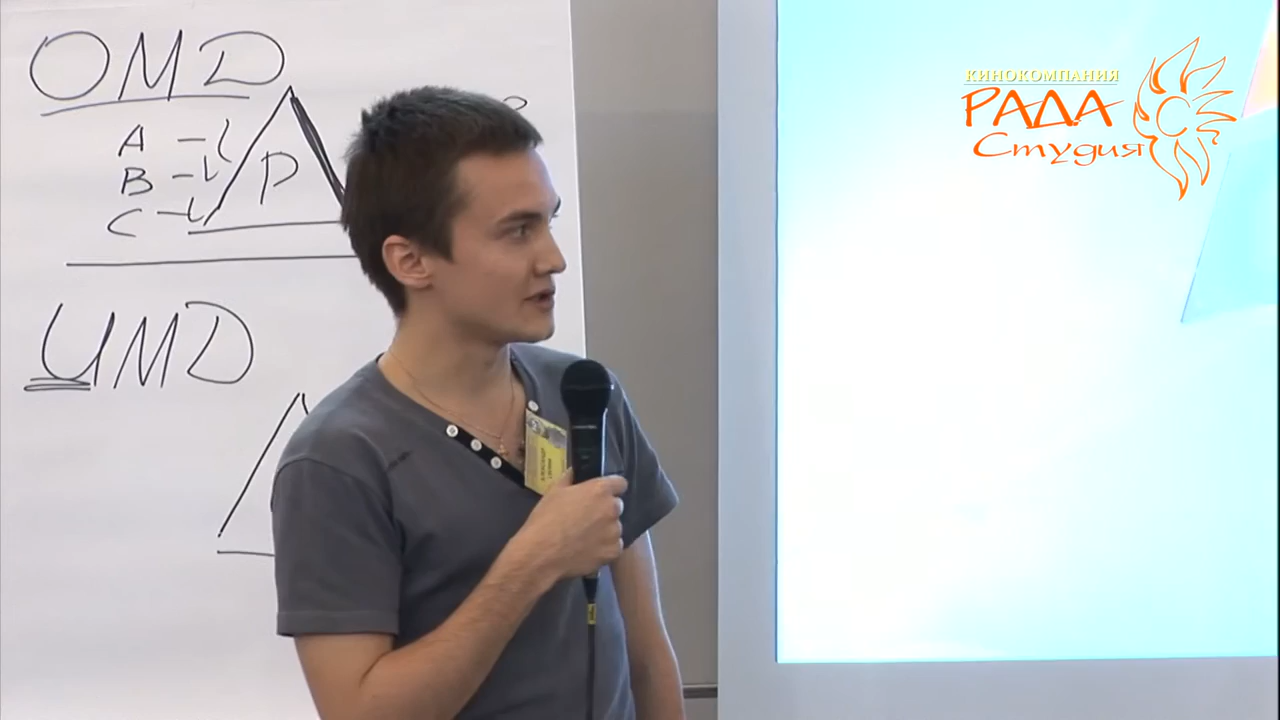 OMD
A - L
B - L
C - L
P
UMD
КИНОКОМПАНИЯ
РАДА
Студия